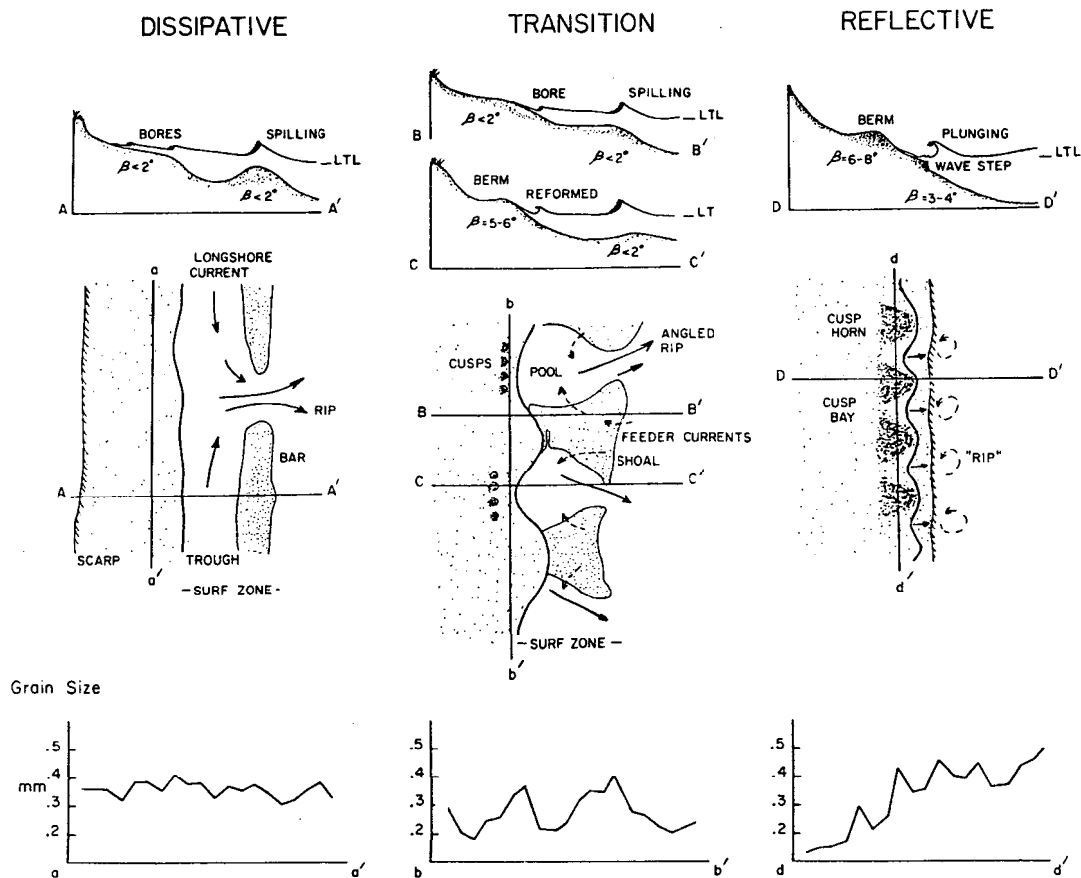 DISSIPATIVE
TRANSITION
REFLECTIVE
BORES
SPILLING
LTL
β<2°
β<2°
A
A'
BORE
SPILLING
LTL
B
β<2°
β<2°
B'
BERM
REFORMED
LT
β=5-6°
β<2°
C
C'
BERM
PLUNGING
LTL
β=6-8°
WAVE STEP
β=3-4°
D
D'
LONGSHORE
CURRENT
a
RIP
BAR
A
A'
SCARP
TROUGH
a'
-SURF ZONE-
b
CUSPS
POOL
ANGLED
RIP
B
B'
FEEDER CURRENTS
SHOAL
C
C'
-SURF ZONE-
b'
d
CUSP
HORN
D
D'
CUSP
BAY
"RIP"
d'
Grain Size
.5
.4
mm
.3
.2
a
a'
.5
.4
.3
.2
b
b'
.5
.4
.3
.2
d
d'